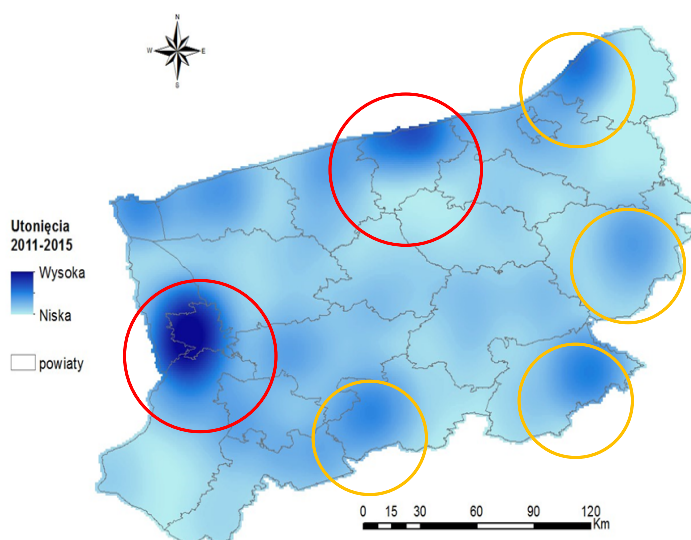 N
W E
S
Utonięcia
2011-2015
Wysoka
Niska
powiaty
0 15 30 60 90 120
Km